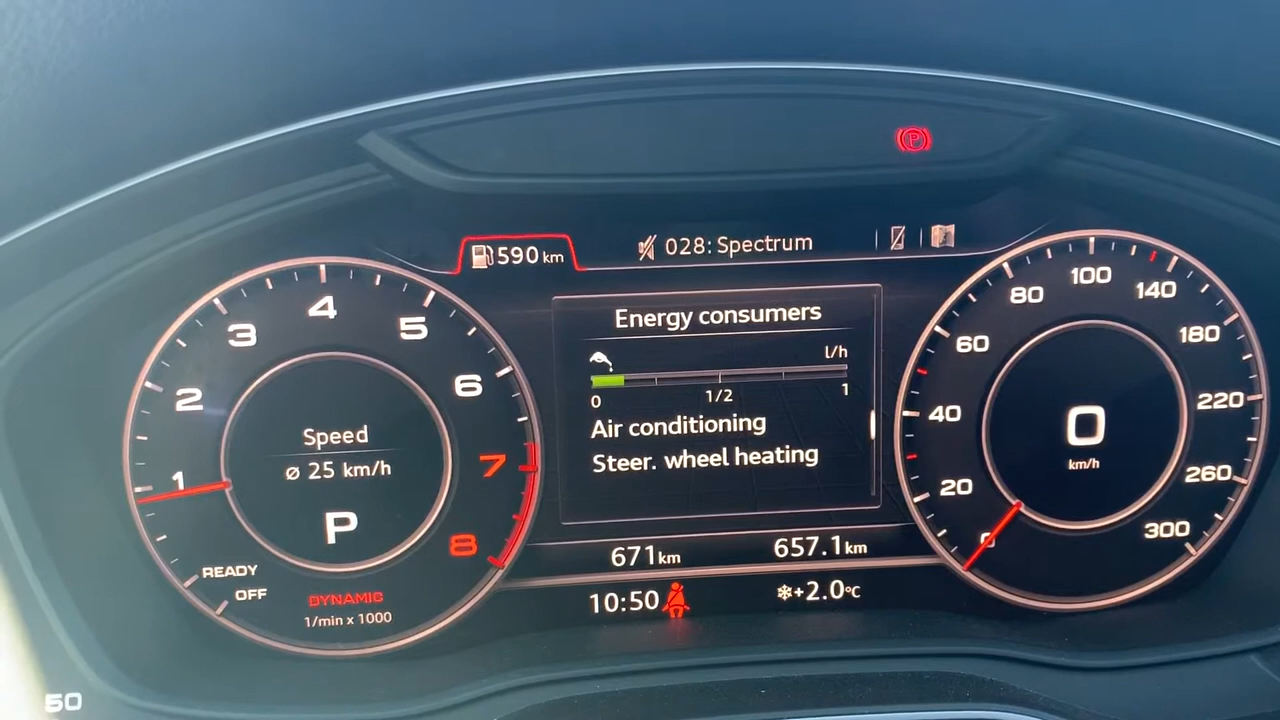 P
590 km
028: Spectrum
Energy consumers
l/h
0
1/2
1
Air conditioning
Steer. wheel heating
1
2
3
4
5
6
7
8
Speed
ø 25 km/h
P
READY
OFF
DYNAMIC
1/min x 1000
0
20
40
60
80
100
140
180
220
260
300
0
km/h
671 km
657.1 km
10:50
+2.0°C
50